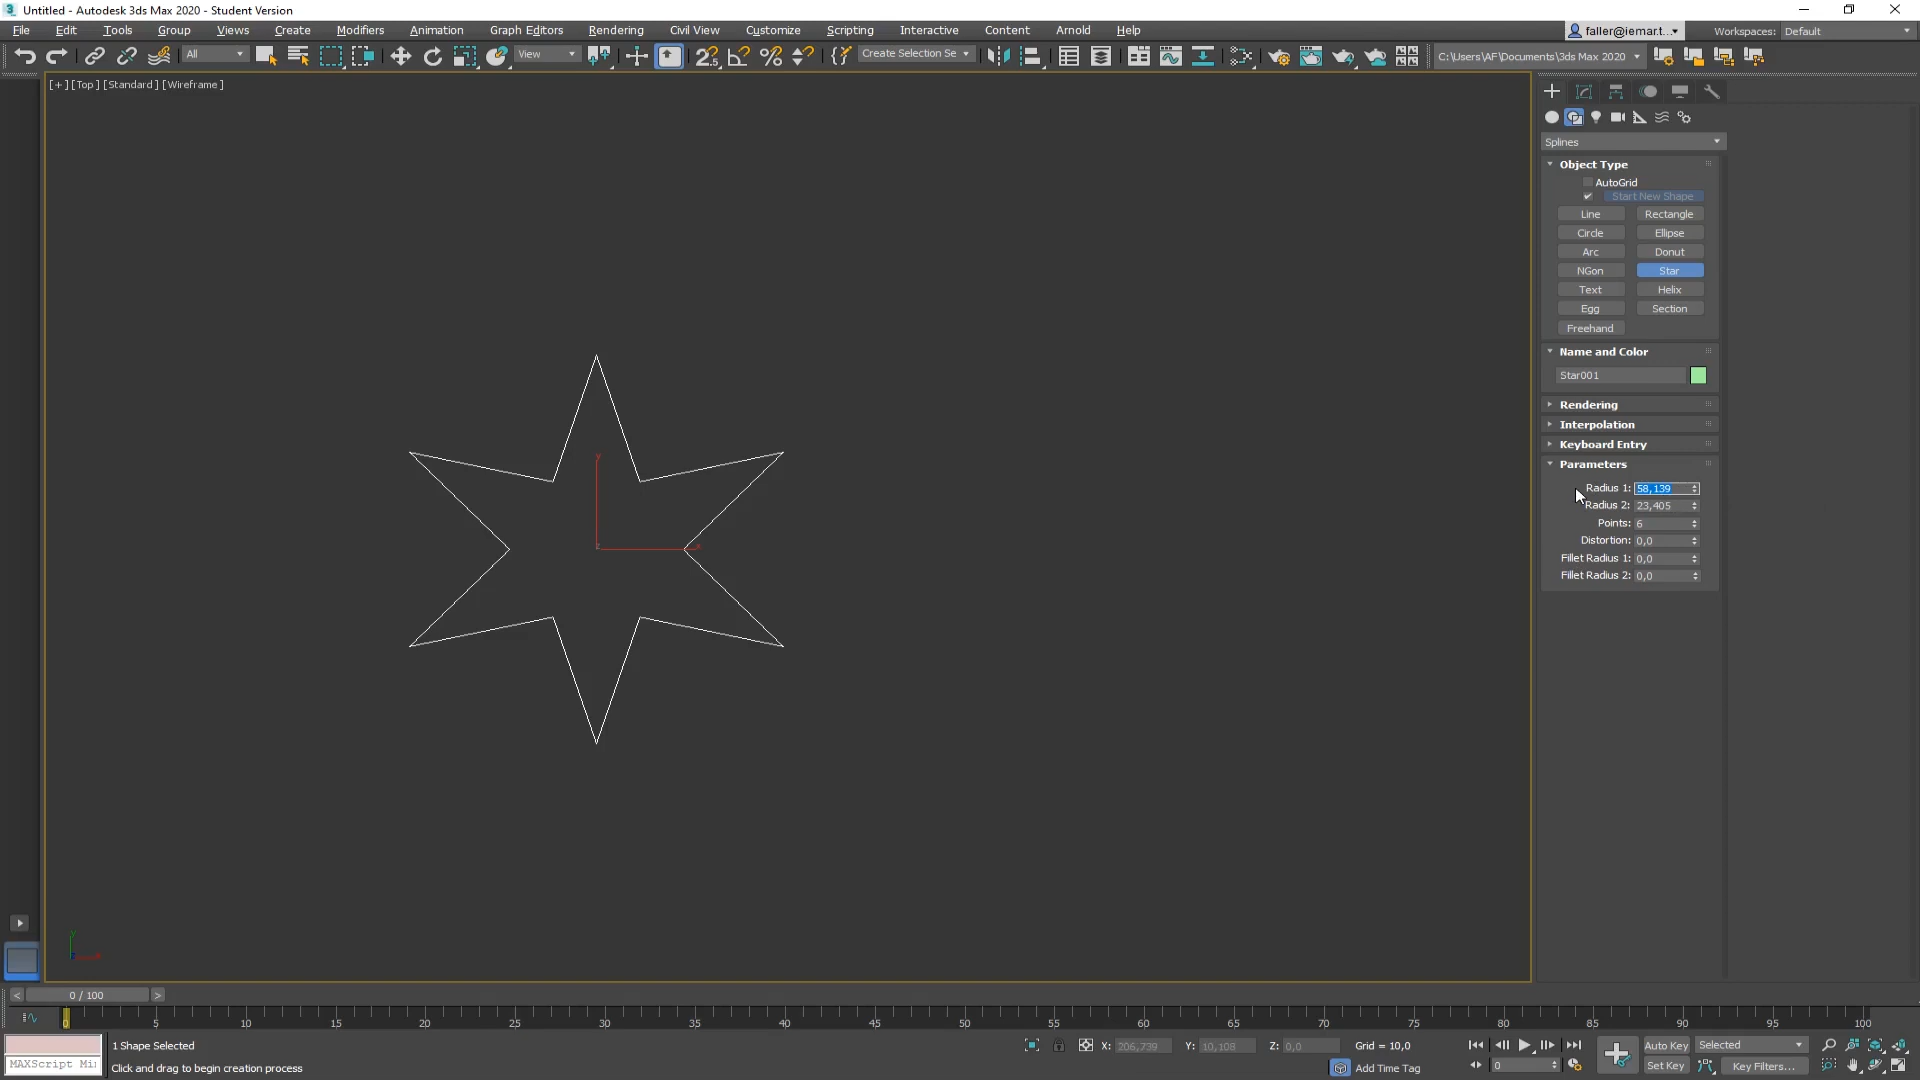 Untitled - Autodesk 3ds Max 2020 - Student Version
File Edit Tools Group Views Create Modifiers Animation Graph Editors Rendering Civil View Customize Scripting Interactive Content Arnold Help
faller@iemar.t...
Workspaces: Default
All
View
Create Selection Se
C:\Users\AF\Documents\3ds Max 2020
[+] [Top] [Standard] [Wireframe]
Splines
Object Type
AutoGrid
Start New Shape
Line Rectangle
Circle Ellipse
Arc Donut
NGon Star
Text Helix
Egg Section
Freehand
Name and Color
Star001
Rendering
Interpolation
Keyboard Entry
Parameters
Radius 1: 58,139
Radius 2: 23,405
Points: 6
Distortion: 0,0
Fillet Radius 1: 0,0
Fillet Radius 2: 0,0
0 / 100
0 5 10 15 20 25 30 35 40 45 50 55 60 65 70 75 80 85 90 95 100
1 Shape Selected
X: 206,739 Y: 10,108 Z: 0,0 Grid = 10,0
Auto Key Selected
MAXScript Mi
Click and drag to begin creation process
Add Time Tag
0
Set Key Key Filters...